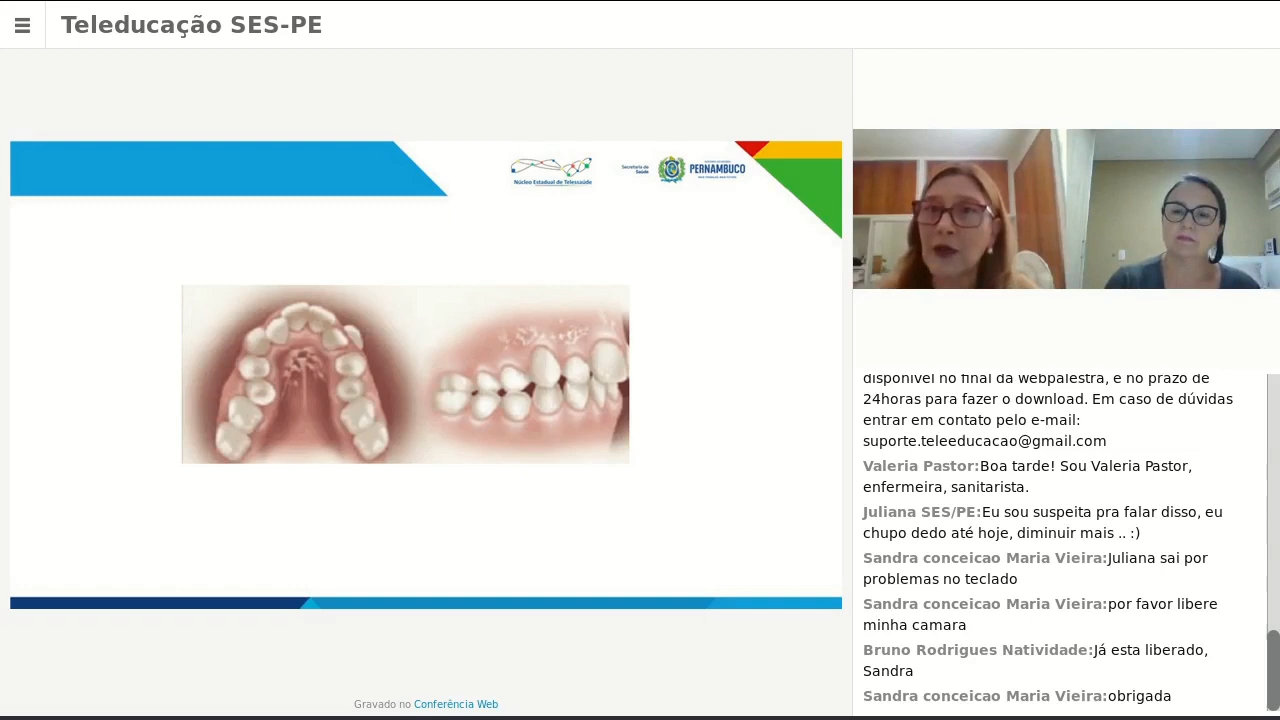 Teleducação SES-PE
Núcleo Estadual de Telessaúde
Secretaria de
Saúde
PERNAMBUCO
disponível no final da webpalestra, e no prazo de
24horas para fazer o download. Em caso de dúvidas
entrar em contato pelo e-mail:
suporte.teleeducacao@gmail.com
Valeria Pastor:Boa tarde! Sou Valeria Pastor,
enfermeira, sanitarista.
Juliana SES/PE:Eu sou suspeita pra falar disso, eu
chupo dedo até hoje, diminuir mais .. :)
Sandra conceicao Maria Vieira:Juliana sai por
problemas no teclado
Sandra conceicao Maria Vieira:por favor libere
minha camara
Bruno Rodrigues Natividade:Já esta liberado,
Sandra
Sandra conceicao Maria Vieira:obrigada
Gravado no Conferência Web